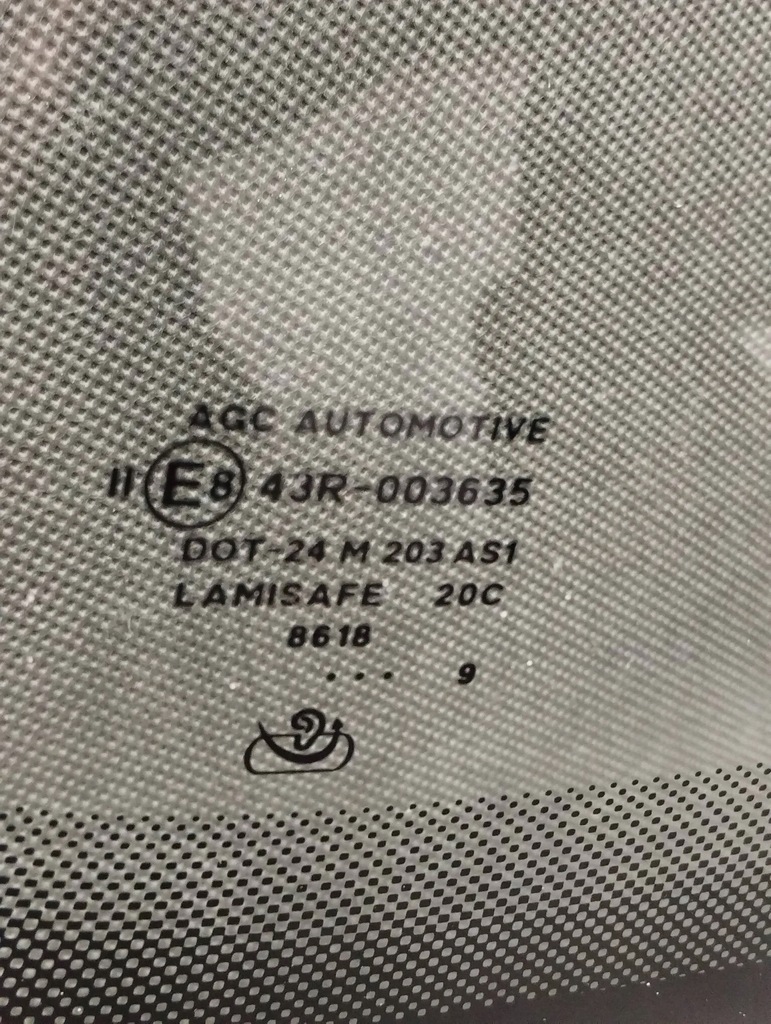 AGC AUTOMOTIVE
II E8 43R-003635
DOT-24 M 203 AS1
LAMISAFE 20C
8618
... 9